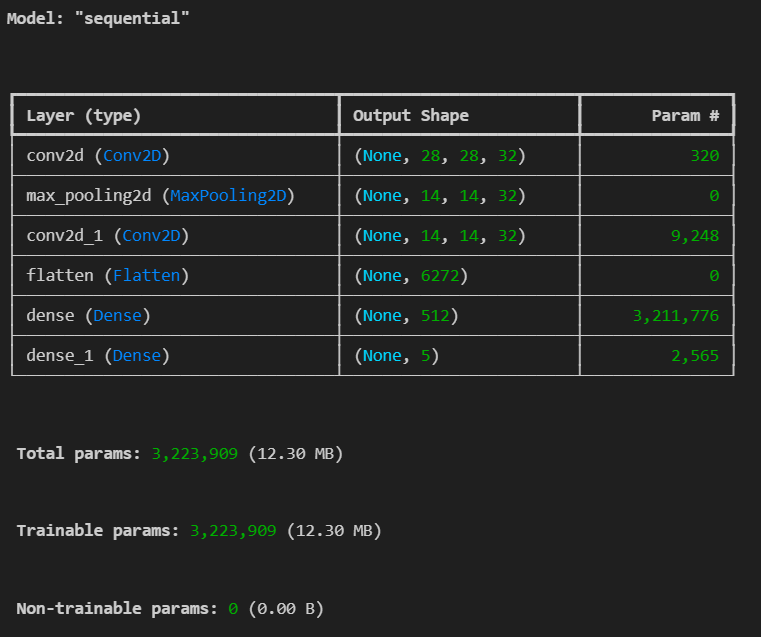 Model: "sequential"
Layer (type) Output Shape Param #
conv2d (Conv2D) (None, 28, 28, 32) 320
max_pooling2d (MaxPooling2D) (None, 14, 14, 32) 0
conv2d_1 (Conv2D) (None, 14, 14, 32) 9,248
flatten (Flatten) (None, 6272) 0
dense (Dense) (None, 512) 3,211,776
dense_1 (Dense) (None, 5) 2,565
Total params: 3,223,909 (12.30 MB)
Trainable params: 3,223,909 (12.30 MB)
Non-trainable params: 0 (0.00 B)